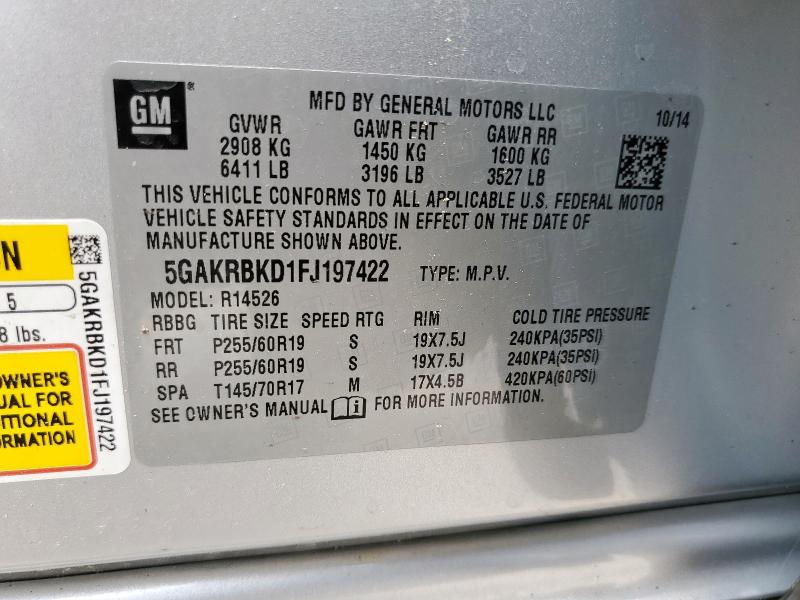 GM
MFD BY GENERAL MOTORS LLC
10/14
GVWR GAWR FRT GAWR RR
2908 KG 1450 KG 1600 KG
6411 LB 3196 LB 3527 LB
THIS VEHICLE CONFORMS TO ALL APPLICABLE U.S. FEDERAL MOTOR
VEHICLE SAFETY STANDARDS IN EFFECT ON THE DATE OF
MANUFACTURE SHOWN ABOVE.
5GAKRBKD1FJ197422 TYPE: M.P.V.
MODEL: R14526
RBBG TIRE SIZE SPEED RTG RIM COLD TIRE PRESSURE
FRT P255/60R19 S 19X7.5J 240KPA(35PSI)
RR P255/60R19 S 19X7.5J 240KPA(35PSI)
SPA T145/70R17 M 17X4.5B 420KPA(60PSI)
SEE OWNER'S MANUAL i FOR MORE INFORMATION.
5
lbs.
OWNER'S
FOR
5GAKRBKD1FJ197422